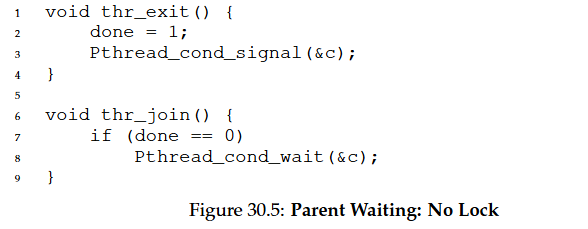 1 void thr_exit() {
2     done = 1;
3     Pthread_cond_signal(&c);
4 }
5
6 void thr_join() {
7     if (done == 0)
8         Pthread_cond_wait(&c);
9 }
Figure 30.5: Parent Waiting: No Lock